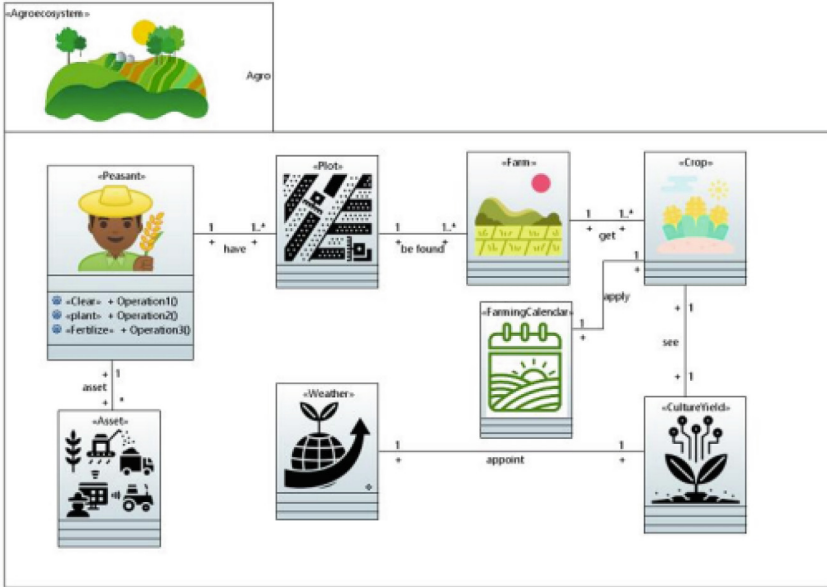 «Agroecosystem»
Agro
«Peasant»
«Clear» + Operation1()
«plant» + Operation2()
«Fertilize» + Operation3()
1
+
have
1..*
+
«Plot»
1
+
be found
1..*
+
«Farm»
1
+
get
1..*
+
«Crop»
1
+
apply
1
+
«FarmingCalendar»
+ 1
see
+ 1
+ 1
asset
+ *
«Asset»
«Weather»
1
+
appoint
1
+
«CultureYield»